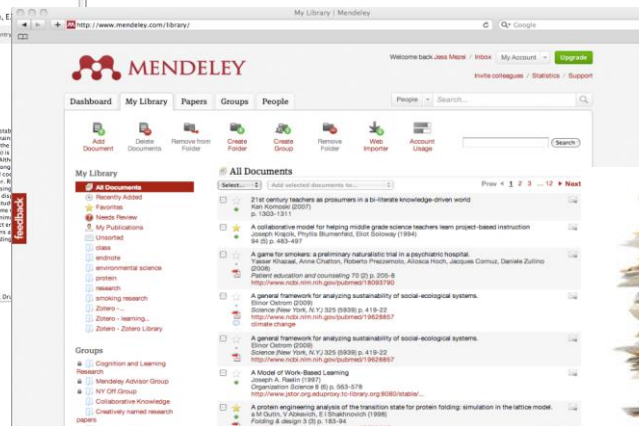 My Library | Mendeley
http://www.mendeley.com/library/
Google
MENDELEY
Welcome back Jess Mezei / Inbox My Account Upgrade
Invite colleagues / Statistics / Support
Dashboard My Library Papers Groups People
People Search...
Add Document
Delete Documents
Remove from Folder
Create Folder
Create Group
Remove Folder
Web Importer
Account Usage
Search
My Library
All Documents
Recently Added
Favorites
Needs Review
My Publications
Unsorted
class
endnote
environmental science
protein
research
smoking research
Zotero -...
Zotero - learning...
Zotero - Zotero Library
Groups
Cognition and Learning
Research
Mendeley Advisor Group
NY Off Group
Collaborative Knowledge
Creatively named research
papers
feedback
All Documents
Select... Add selected documents to... Prev 1 2 3 ... 12 Next
21st century teachers as prosumers in a bi-literate knowledge-driven world
Ken Komoski (2007)
p. 1303-1311
A collaborative model for helping middle grade science teachers learn project-based instruction
Joseph Krajcik, Phyllis Blumenfeld, Eliot Soloway (1994)
94 (5) p. 483-497
A game for smokers: a preliminary naturalistic trial in a psychiatric hospital.
Yasser Khazaal, Anne Chatton, Roberto Prezzemolo, Aliosca Hoch, Jacques Cornuz, Daniele Zullino
(2008)
Patient education and counseling 70 (2) p. 205-8
http://www.ncbi.nlm.nih.gov/pubmed/18093790
A general framework for analyzing sustainability of social-ecological systems.
Elinor Ostrom (2009)
Science (New York, N.Y.) 325 (5939) p. 419-22
http://www.ncbi.nlm.nih.gov/pubmed/19628857
climate change
A general framework for analyzing sustainability of social-ecological systems.
Elinor Ostrom (2009)
Science (New York, N.Y.) 325 (5939) p. 419-22
http://www.ncbi.nlm.nih.gov/pubmed/19628857
A Model of Work-Based Learning
Joseph A. Raelin (1997)
Organization Science 8 (6) p. 563-578
http://www.jstor.org.eduproxy.tc-library.org:8080/stable/...
A protein engineering analysis of the transition state for protein folding: simulation in the lattice model.
a M Gutin, V Abkevich, E I Shakhnovich (1998)
Folding & design 3 (3) p. 183-94